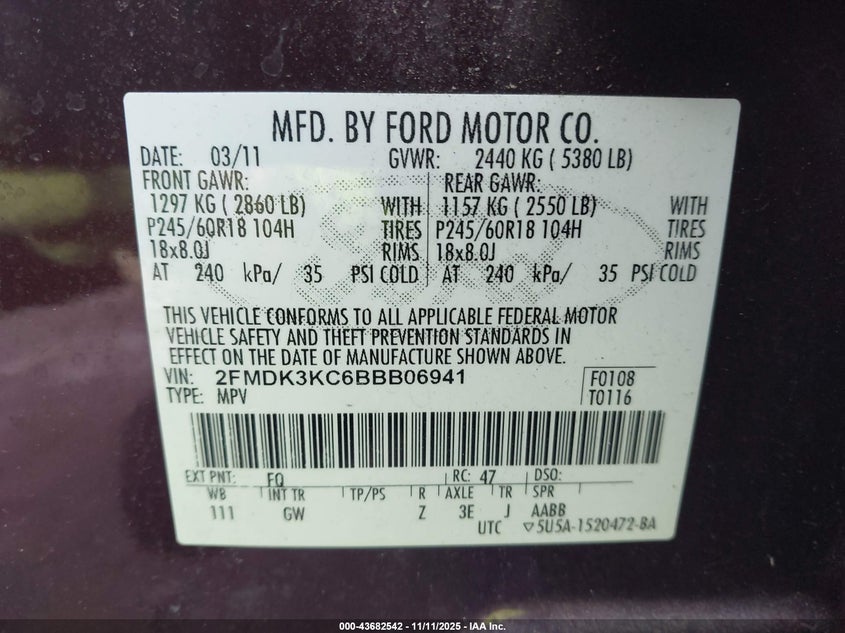 MFD. BY FORD MOTOR CO.
DATE: 03/11 GVWR: 2440 KG ( 5380 LB)
FRONT GAWR: REAR GAWR:
1297 KG ( 2860 LB) WITH 1157 KG ( 2550 LB) WITH
P245/60R18 104H TIRES P245/60R18 104H TIRES
18x8.0J RIMS 18x8.0J RIMS
AT 240 kPa/ 35 PSI COLD AT 240 kPa/ 35 PSI COLD
THIS VEHICLE CONFORMS TO ALL APPLICABLE FEDERAL MOTOR
VEHICLE SAFETY AND THEFT PREVENTION STANDARDS IN
EFFECT ON THE DATE OF MANUFACTURE SHOWN ABOVE.
VIN: 2FMDK3KC6BBB06941 F0108
TYPE: MPV T0116
EXT PNT: FQ RC: 47 DSO:
WB INT TR TP/PS R AXLE TR SPR
111 GW Z 3E J AABB
UTC ▽5U5A-1520472-BA
000-43682542 - 11/11/2025 - IAA Inc.